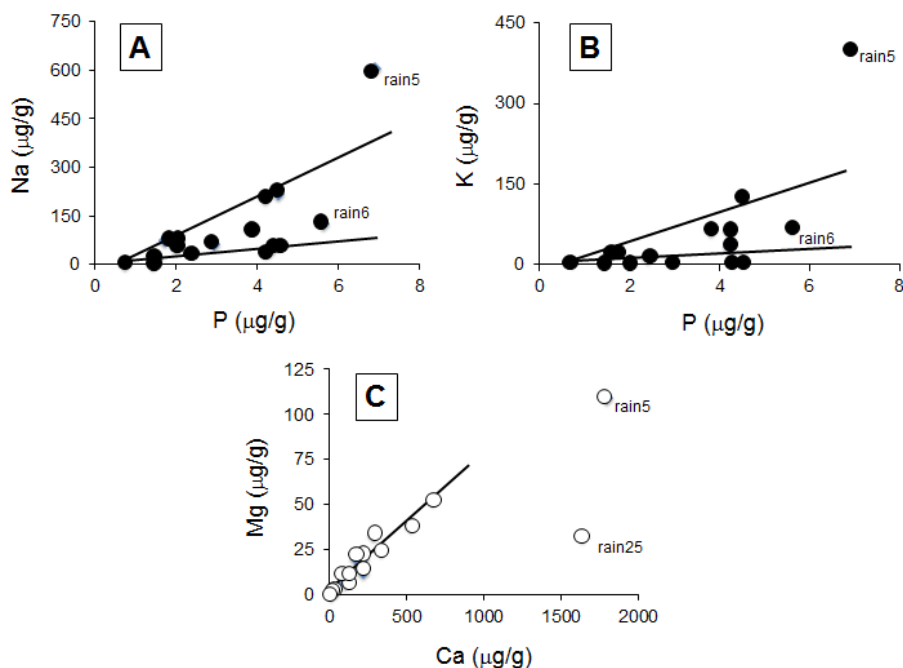 A
Na (μg/g)
750
600
450
300
150
0
0 2 4 6 8
P (μg/g)
rain5
rain6
B
K (μg/g)
450
300
150
0
0 2 4 6 8
P (μg/g)
rain5
rain6
C
Mg (μg/g)
125
100
75
50
25
0
0 500 1000 1500 2000
Ca (μg/g)
rain5
rain25